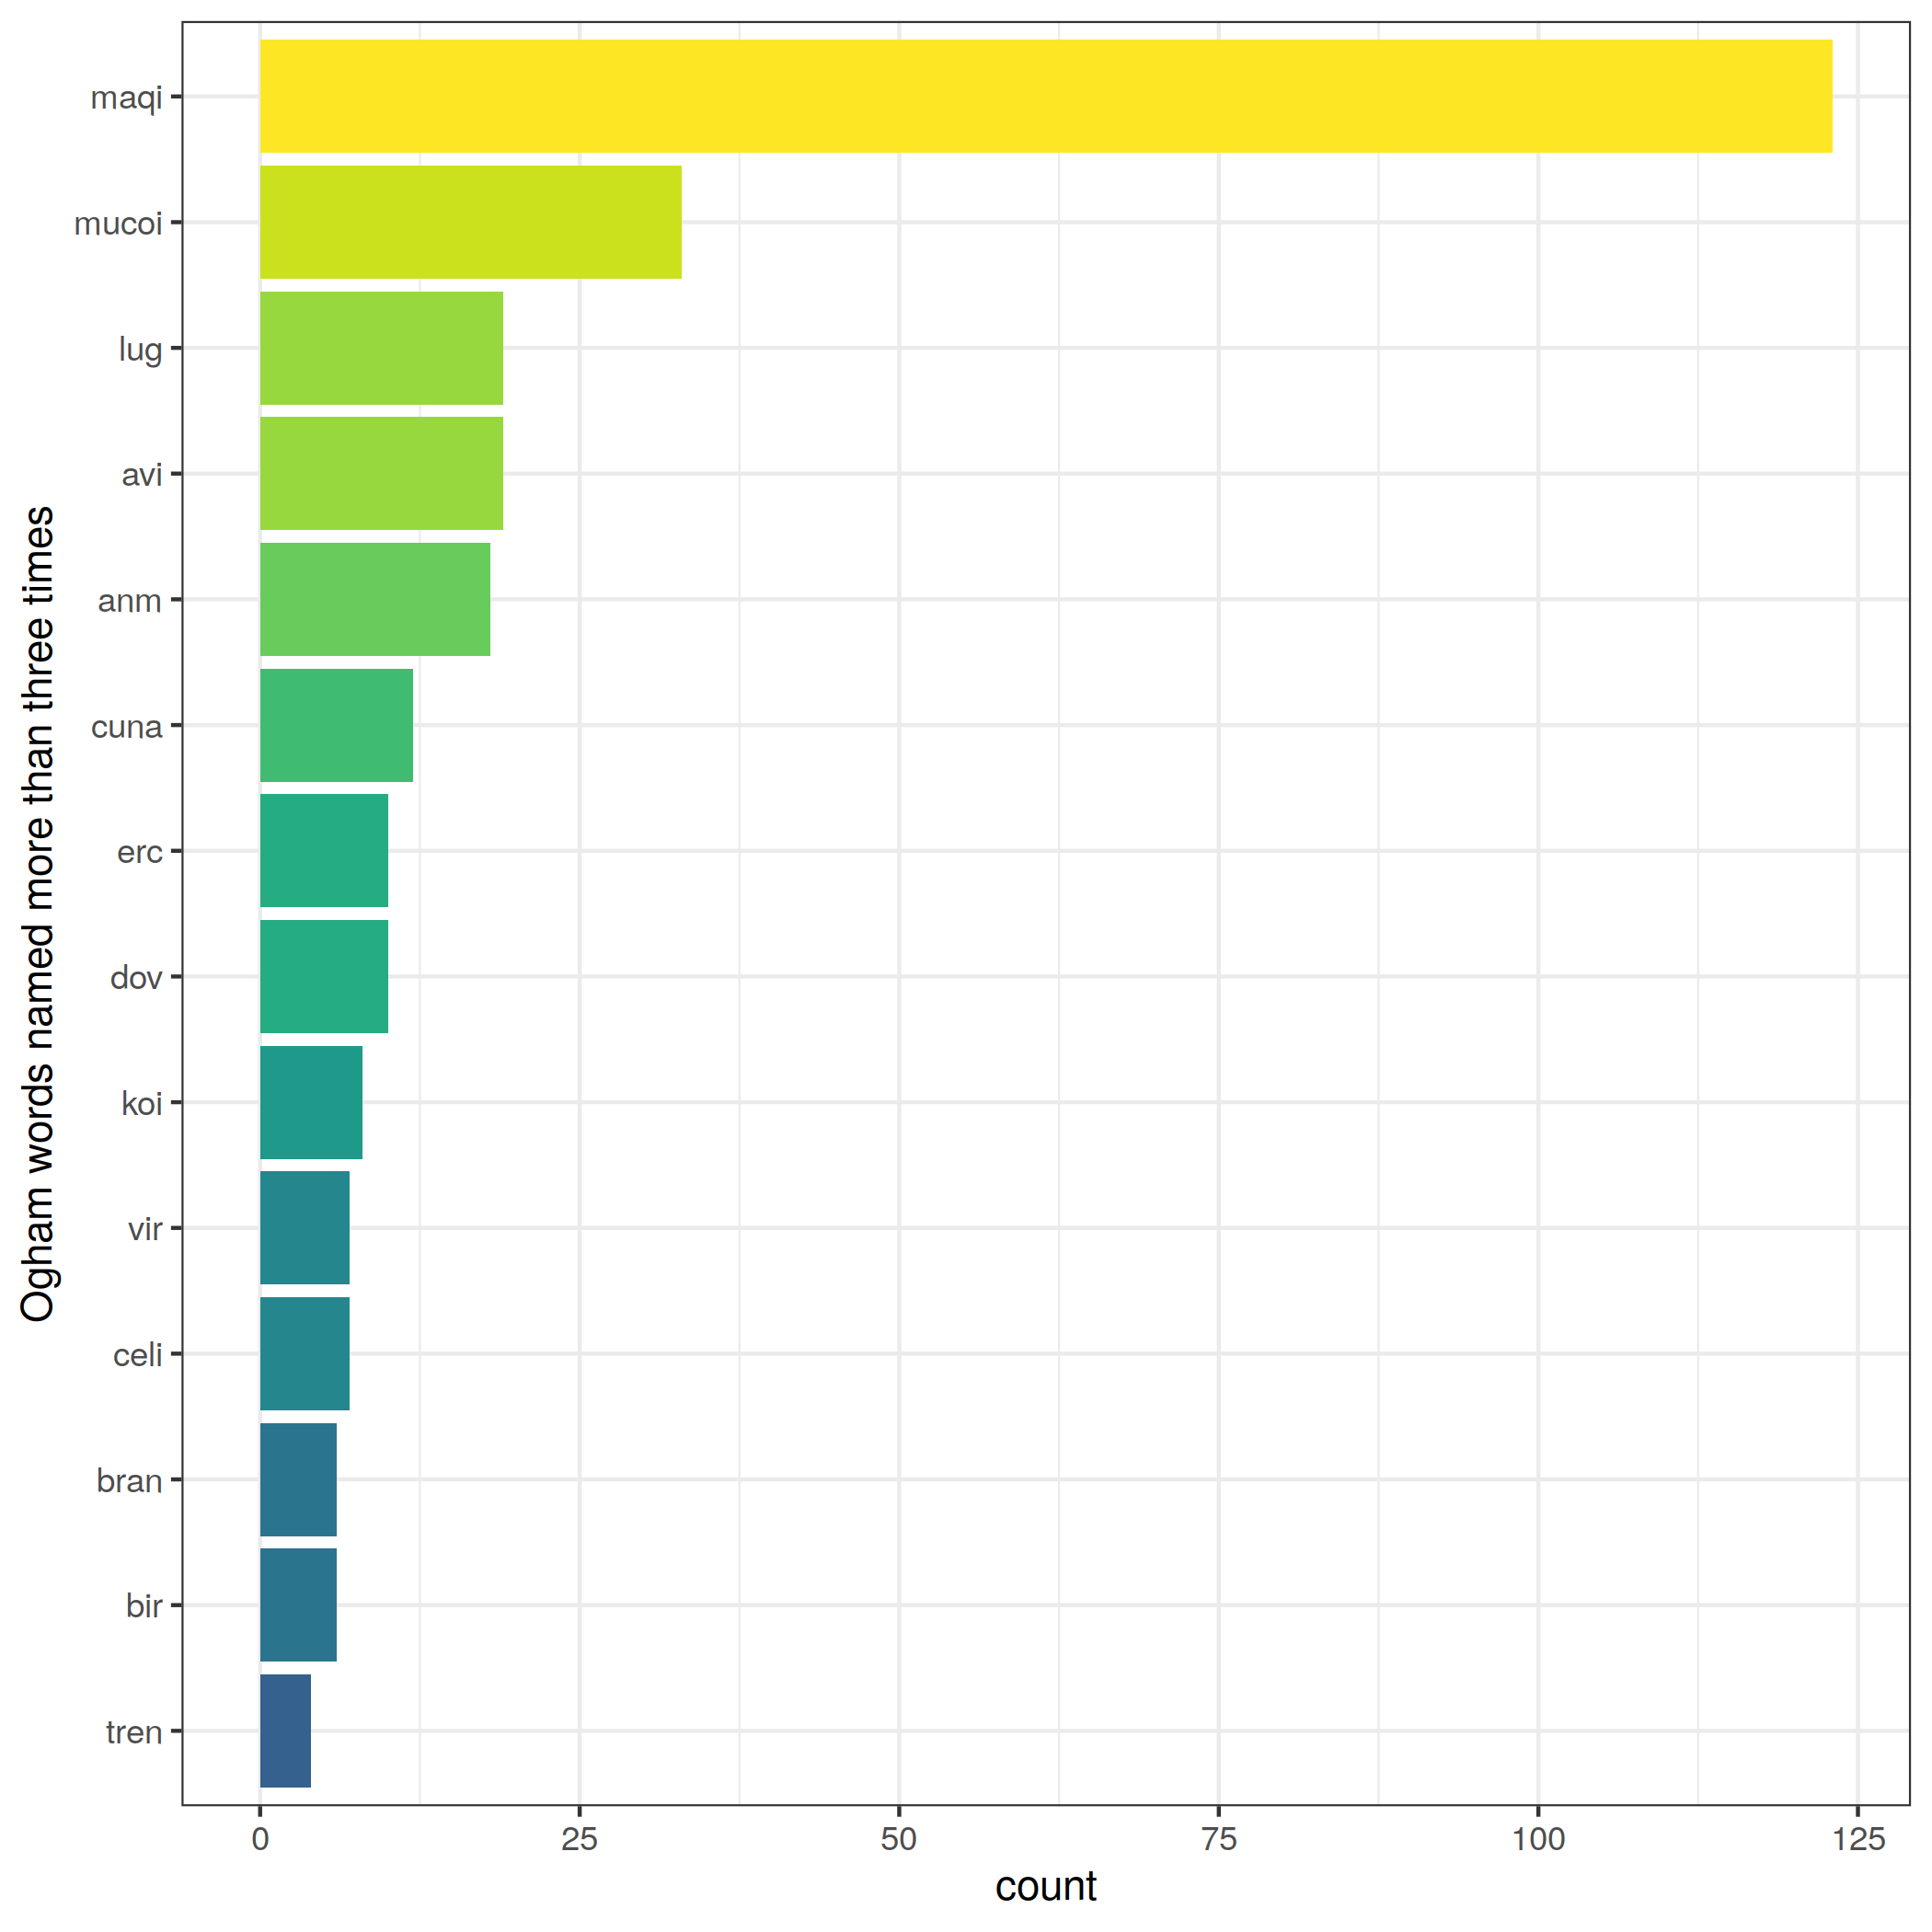 Ogham words named more than three times
maqi
mucoi
lug
avi
anm
cuna
erc
dov
koi
vir
celi
bran
bir
tren
0 25 50 75 100 125
count